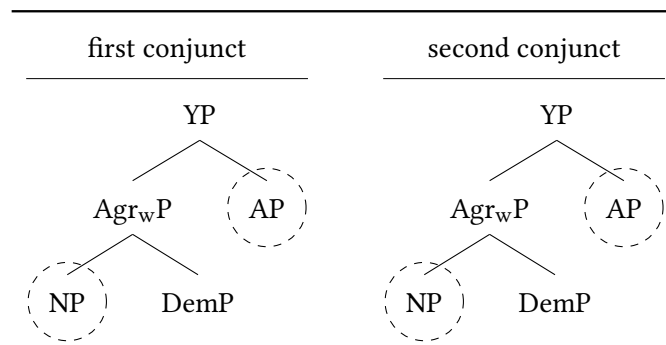 first conjunct second conjunct
YP YP
AgrwP AP AgrwP AP
NP DemP NP DemP